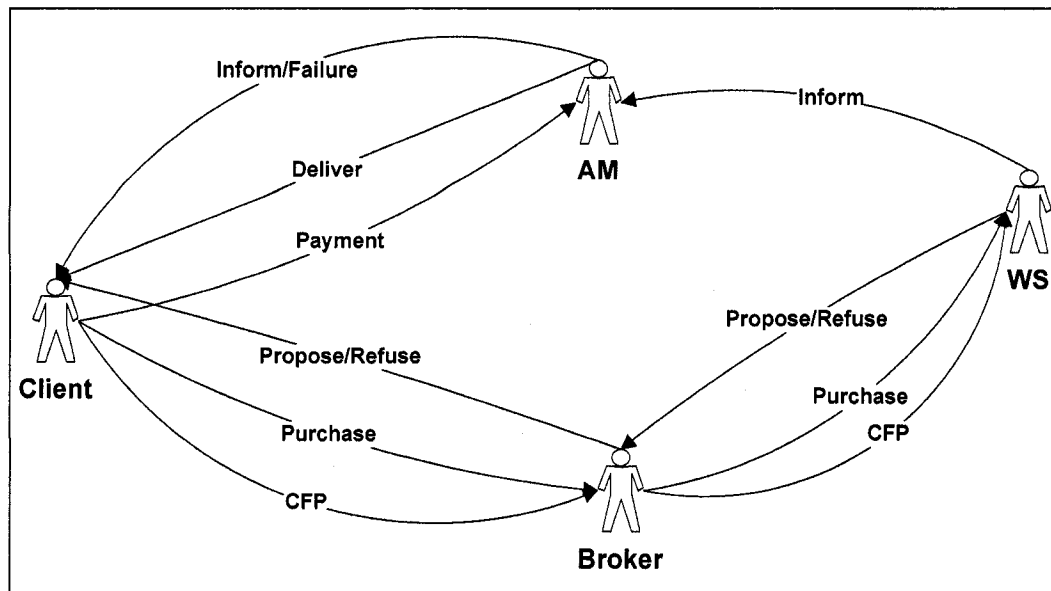 Inform/Failure
Inform
Deliver
AM
Payment
WS
Propose/Refuse
Propose/Refuse
Client
Purchase
Purchase
CFP
CFP
Broker